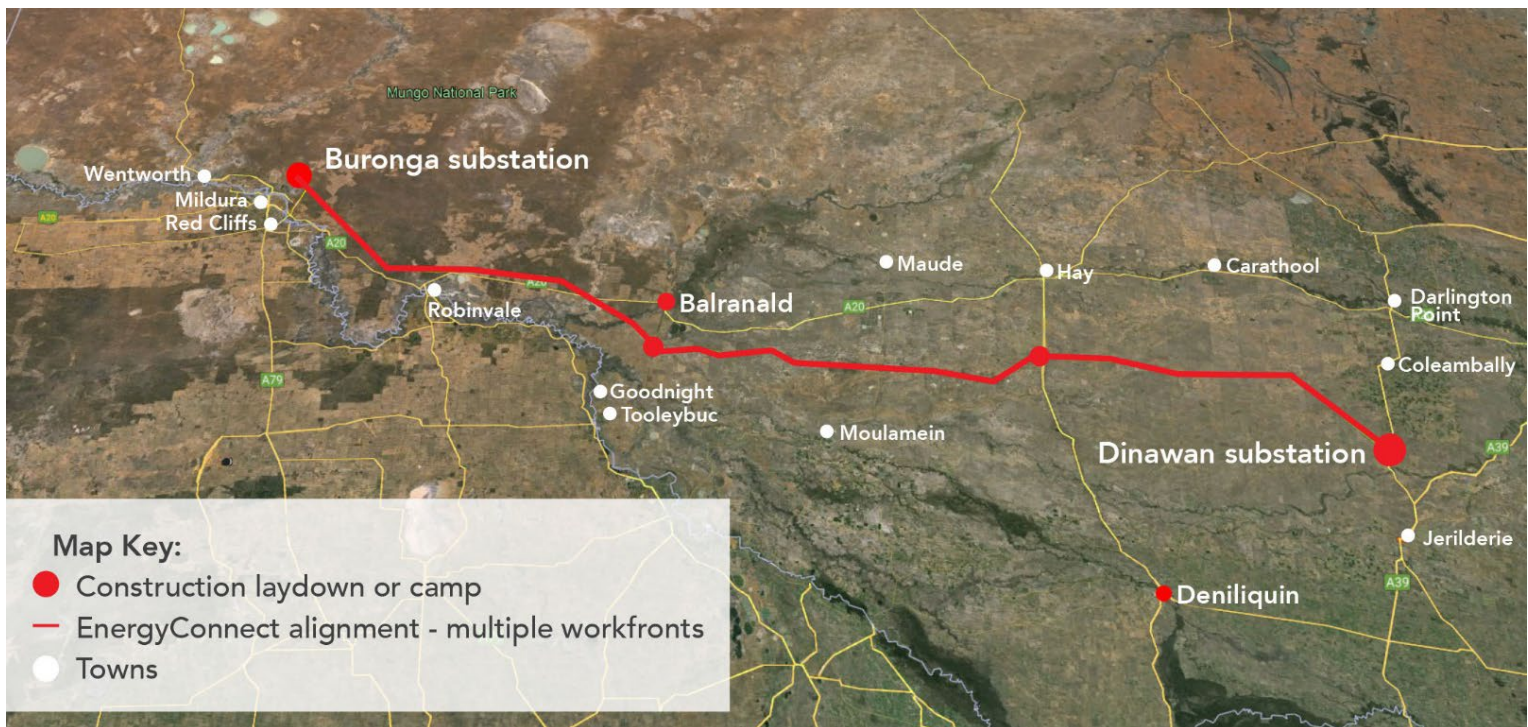 Mungo National Park
Buronga substation
Wentworth
Mildura
Red Cliffs
A20
A20
Robinvale
A20
Balranald
Maude
A20
Hay
Carathool
Darlington
Point
Coleambally
Goodnight
Tooleybuc
Moulamein
A79
Dinawan substation
A39
Jerilderie
A39
Deniliquin
Map Key:
Construction laydown or camp
EnergyConnect alignment - multiple workfronts
Towns